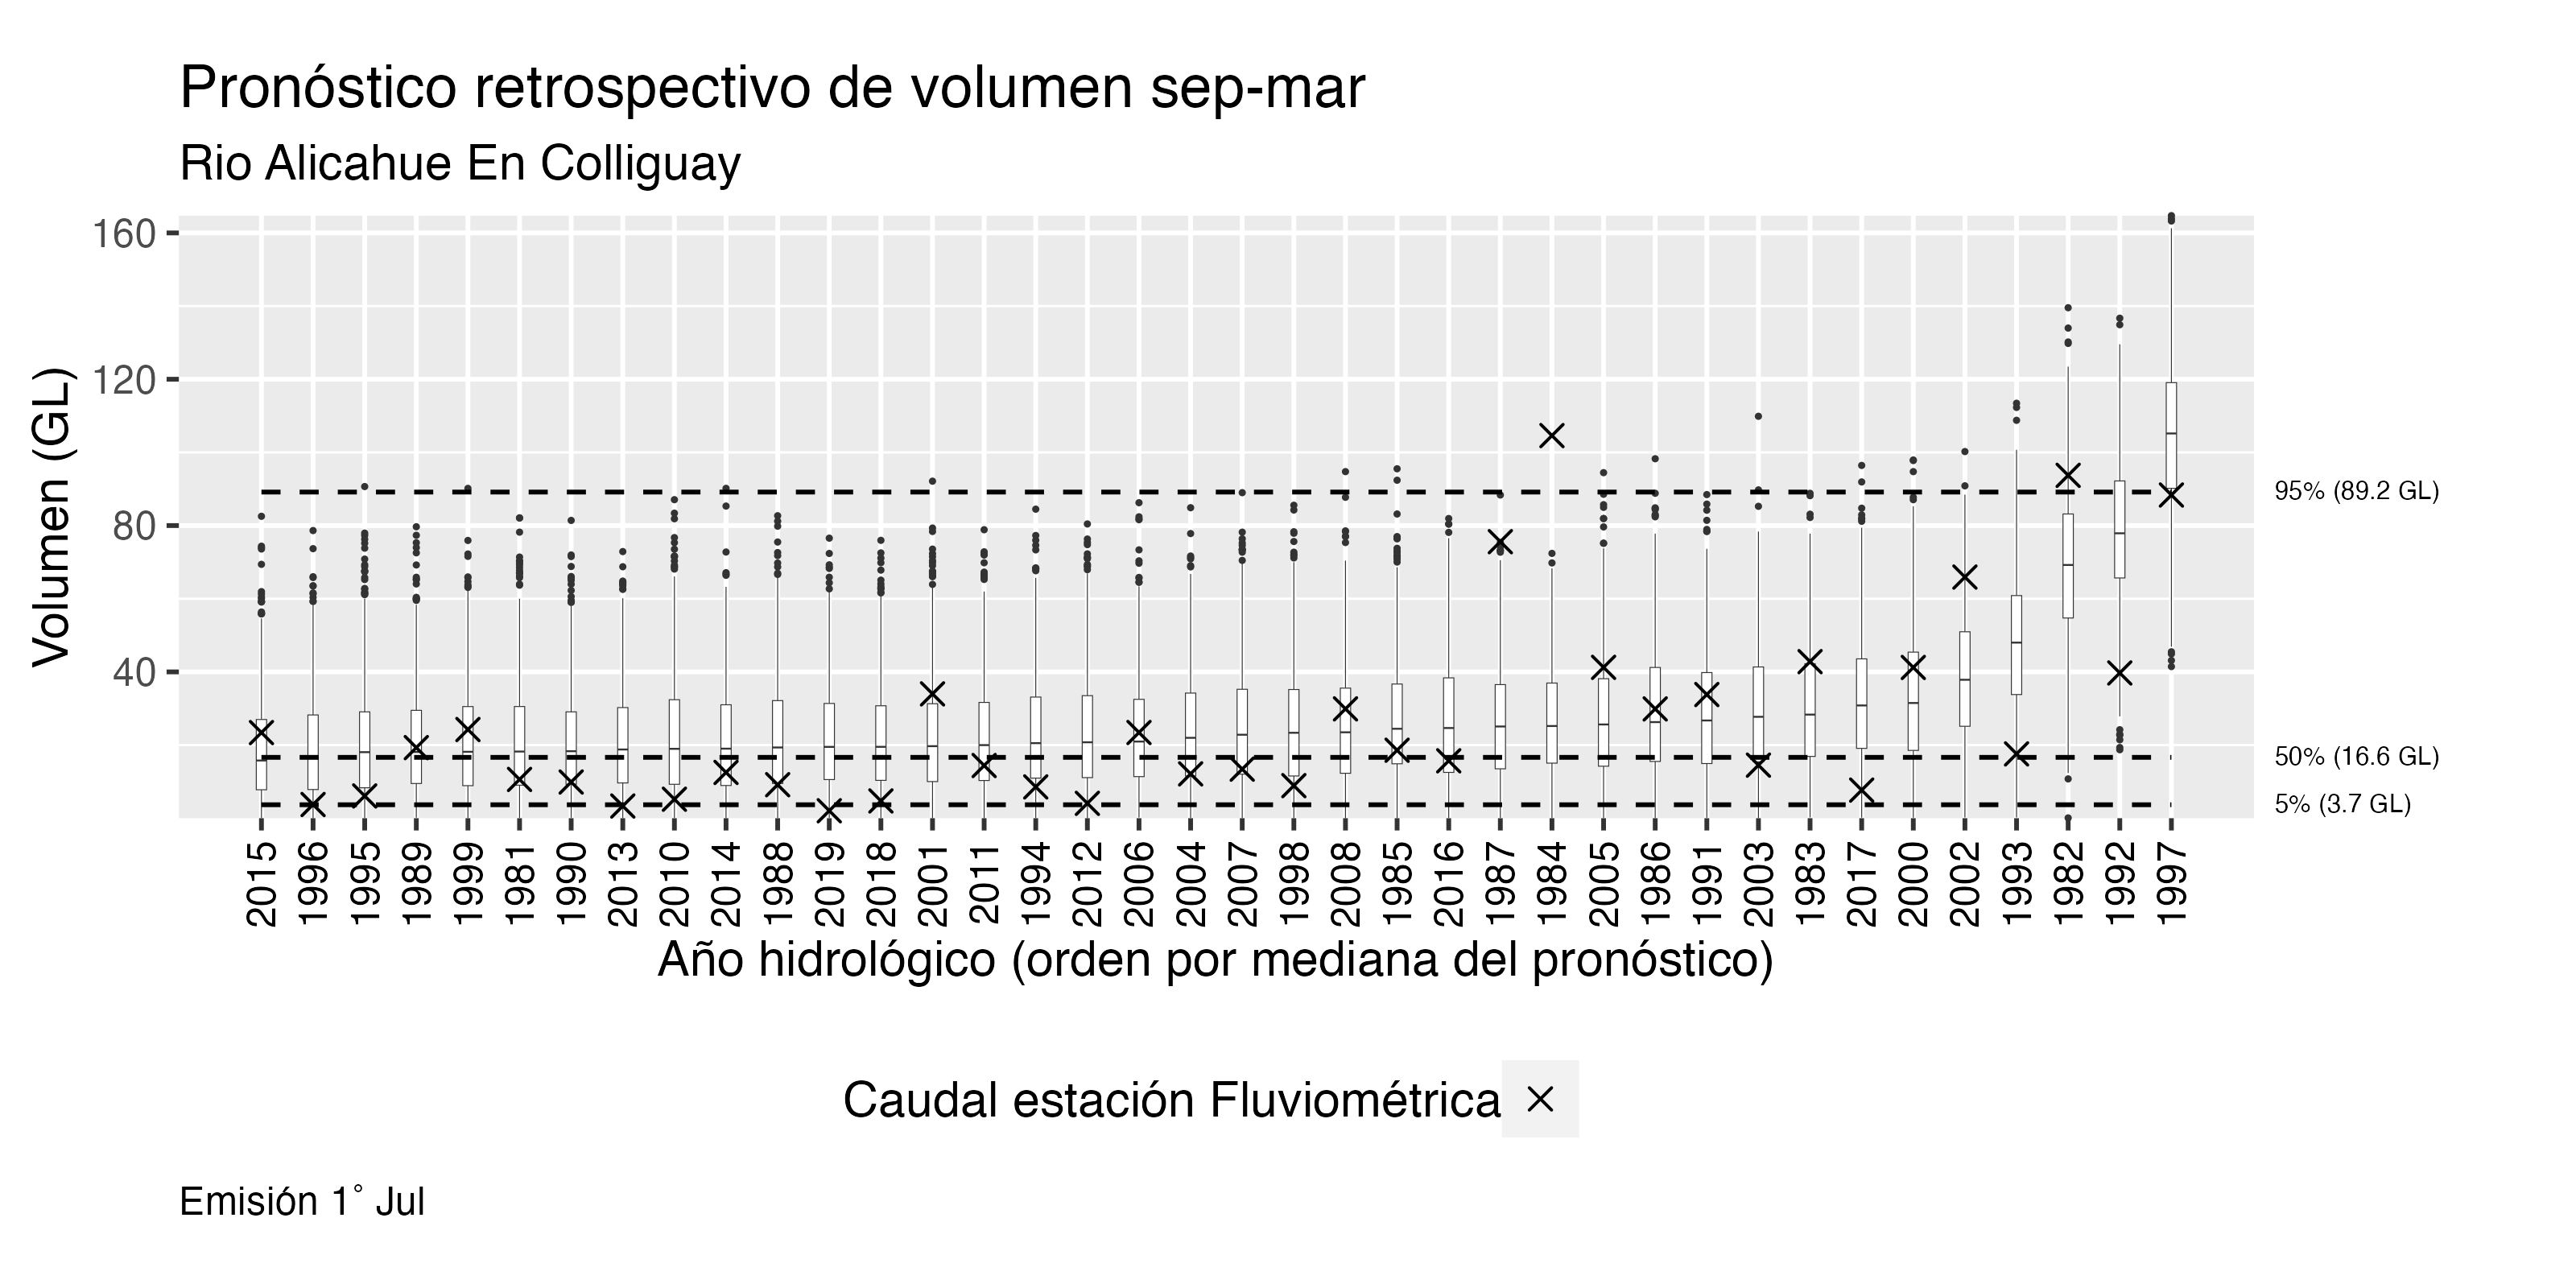 Pronóstico retrospectivo de volumen sep-mar
Rio Alicahue En Colliguay
Volumen (GL)
160
120
80
40
95% (89.2 GL)
50% (16.6 GL)
5% (3.7 GL)
2015 1996 1995 1989 1999 1981 1990 2013 2010 2014 1988 2019 2018 2001 2011 1994 2012 2006 2004 2007 1998 2008 1985 2016 1987 1984 2005 1986 1991 2003 1983 2017 2000 2002 1993 1982 1992 1997
Año hidrológico (orden por mediana del pronóstico)
Caudal estación Fluviométrica
Emisión 1° Jul